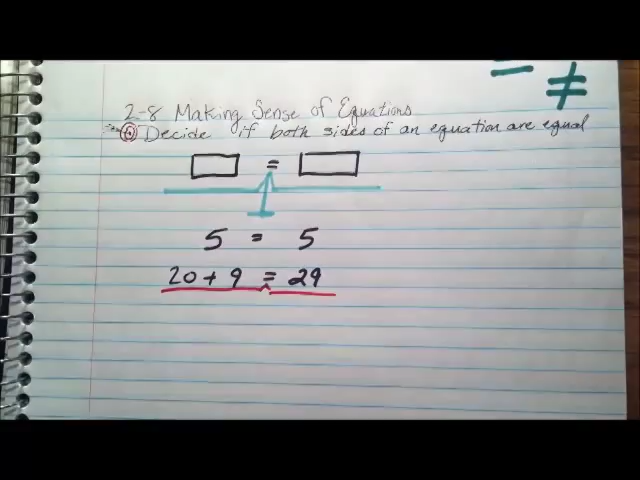 = ≠
2-8 Making Sense of Equations
Decide if both sides of an equation are equal
=
5 = 5
20 + 9 = 29